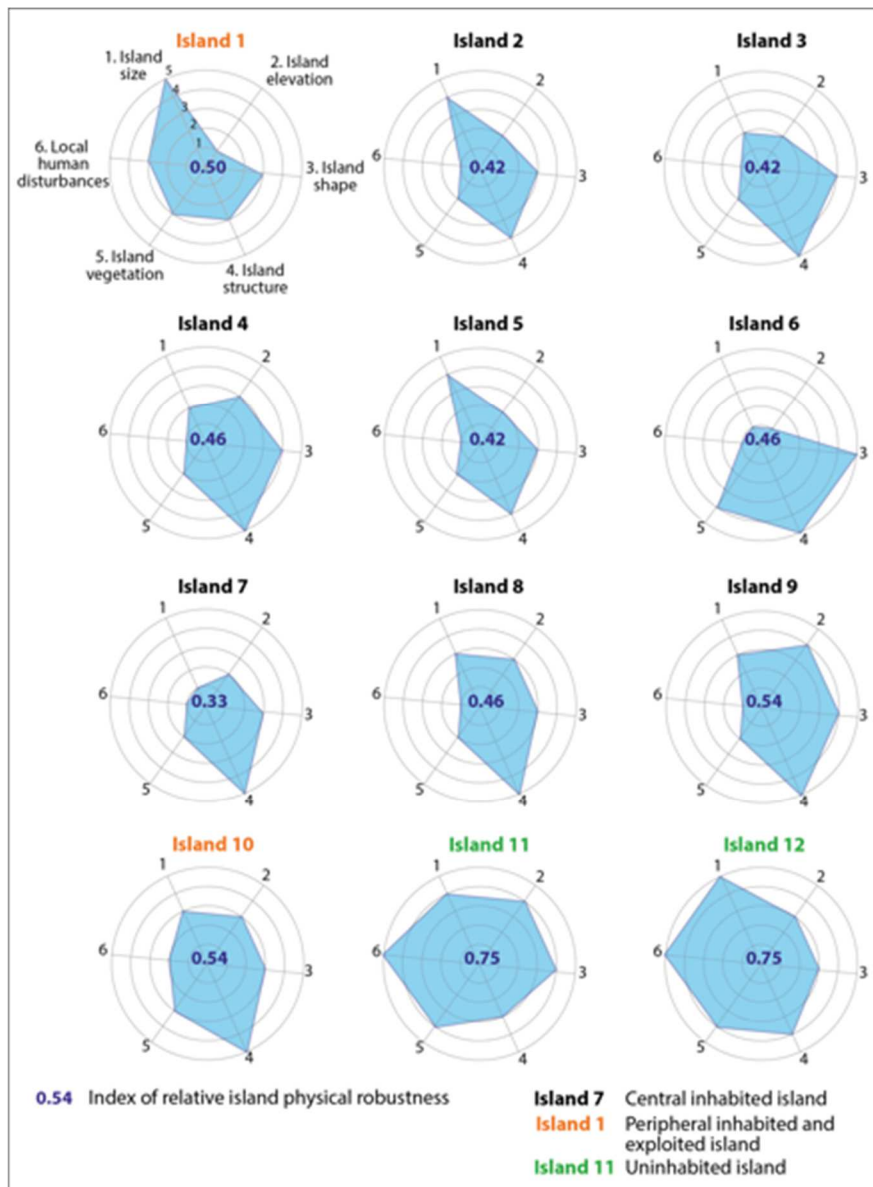 Island 1
1. Island
size
2. Island
elevation
3. Island
shape
4. Island
structure
5. Island
vegetation
6. Local
human
disturbances
5
4
3
2
1
0.50
Island 2
1
2
3
4
5
6
0.42
Island 3
1
2
3
4
5
6
0.42
Island 4
1
2
3
4
5
6
0.46
Island 5
1
2
3
4
5
6
0.42
Island 6
1
2
3
4
5
6
0.46
Island 7
1
2
3
4
5
6
0.33
Island 8
1
2
3
4
5
6
0.46
Island 9
1
2
3
4
5
6
0.54
Island 10
1
2
3
4
5
6
0.54
Island 11
1
2
3
4
5
6
0.75
Island 12
1
2
3
4
5
6
0.75
0.54 Index of relative island physical robustness
Island 7 Central inhabited island
Island 1 Peripheral inhabited and
exploited island
Island 11 Uninhabited island